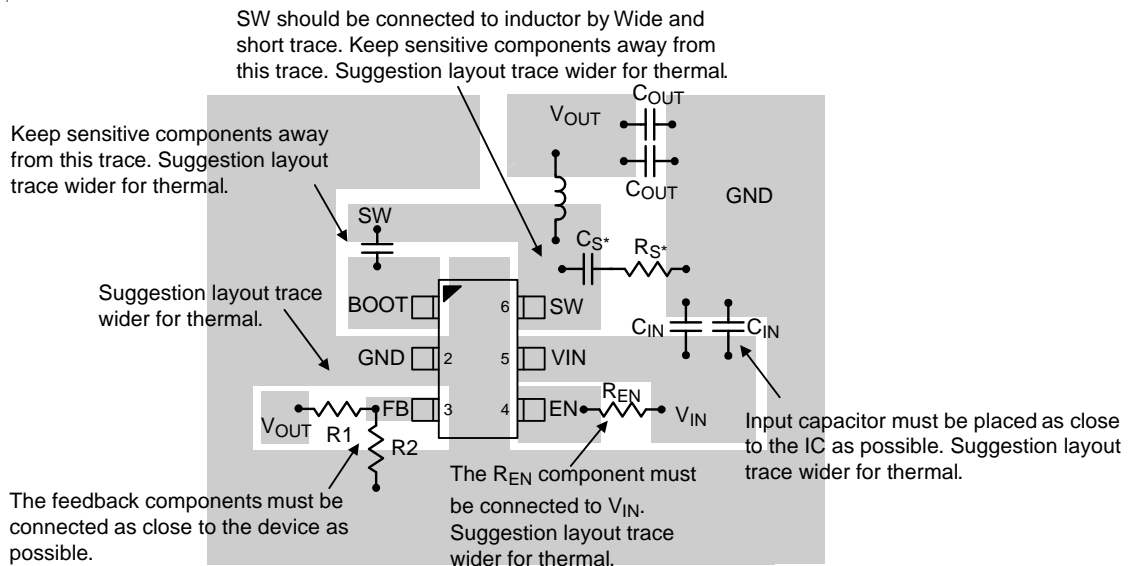 SW should be connected to inductor by Wide and
short trace. Keep sensitive components away from
this trace. Suggestion layout trace wider for thermal.
Keep sensitive components away
from this trace. Suggestion layout
trace wider for thermal.
COUT
VOUT
COUT
GND
SW
CS*
RS*
Suggestion layout trace
wider for thermal.
BOOT
6
SW
CIN
CIN
GND
2
5
VIN
FB
3
4
EN
REN
VIN
VOUT
R1
R2
Input capacitor must be placed as close
to the IC as possible. Suggestion layout
trace wider for thermal.
The REN component must
be connected to VIN.
Suggestion layout trace
wider for thermal.
The feedback components must be
connected as close to the device as
possible.